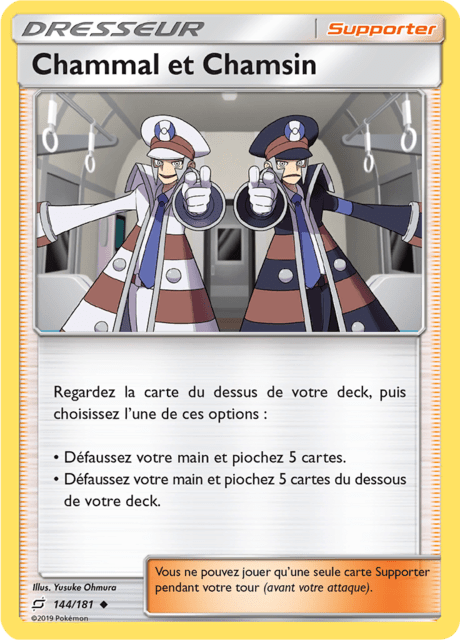 DRESSEUR
Supporter
Chammal et Chamsin
Regardez la carte du dessus de votre deck, puis
choisissez l'une de ces options :
• Défaussez votre main et piochez 5 cartes.
• Défaussez votre main et piochez 5 cartes du dessous
de votre deck.
Vous ne pouvez jouer qu'une seule carte Supporter
pendant votre tour (avant votre attaque).
Illus. Yusuke Ohmura
144/181
©2019 Pokémon